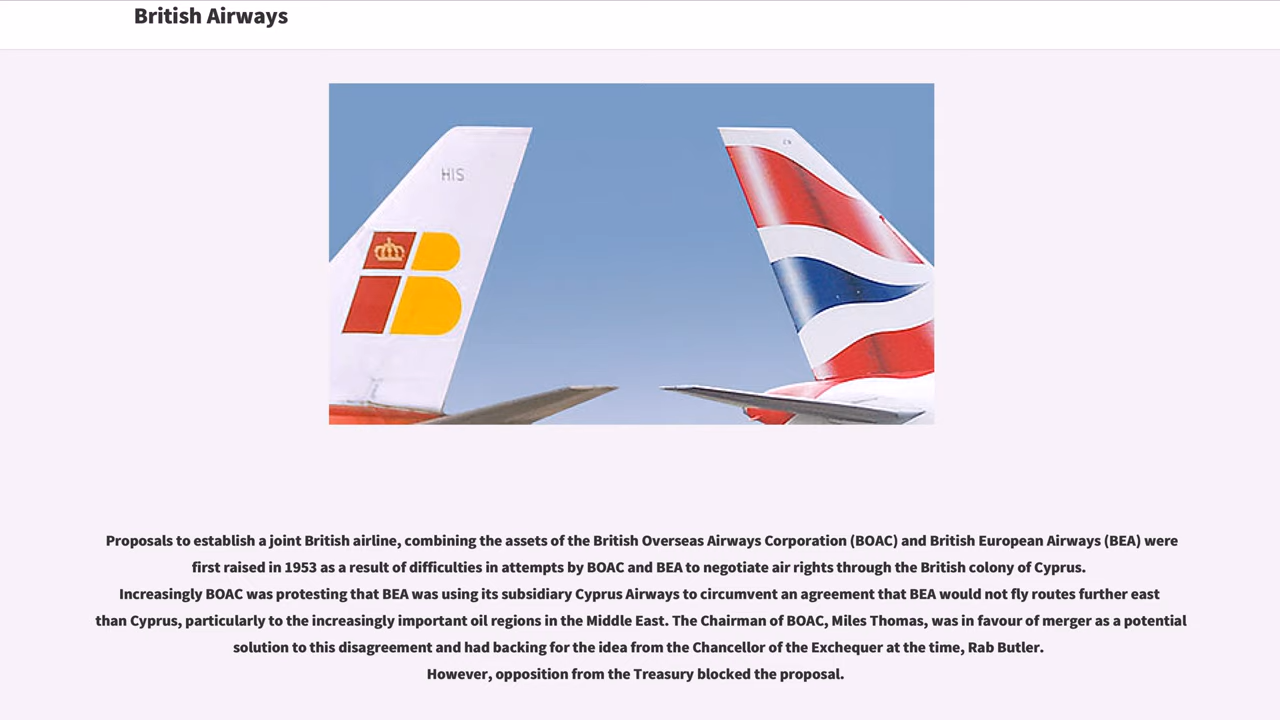 British Airways
HIS
Proposals to establish a joint British airline, combining the assets of the British Overseas Airways Corporation (BOAC) and British European Airways (BEA) were
first raised in 1953 as a result of difficulties in attempts by BOAC and BEA to negotiate air rights through the British colony of Cyprus.
Increasingly BOAC was protesting that BEA was using its subsidiary Cyprus Airways to circumvent an agreement that BEA would not fly routes further east
than Cyprus, particularly to the increasingly important oil regions in the Middle East. The Chairman of BOAC, Miles Thomas, was in favour of merger as a potential
solution to this disagreement and had backing for the idea from the Chancellor of the Exchequer at the time, Rab Butler.
However, opposition from the Treasury blocked the proposal.